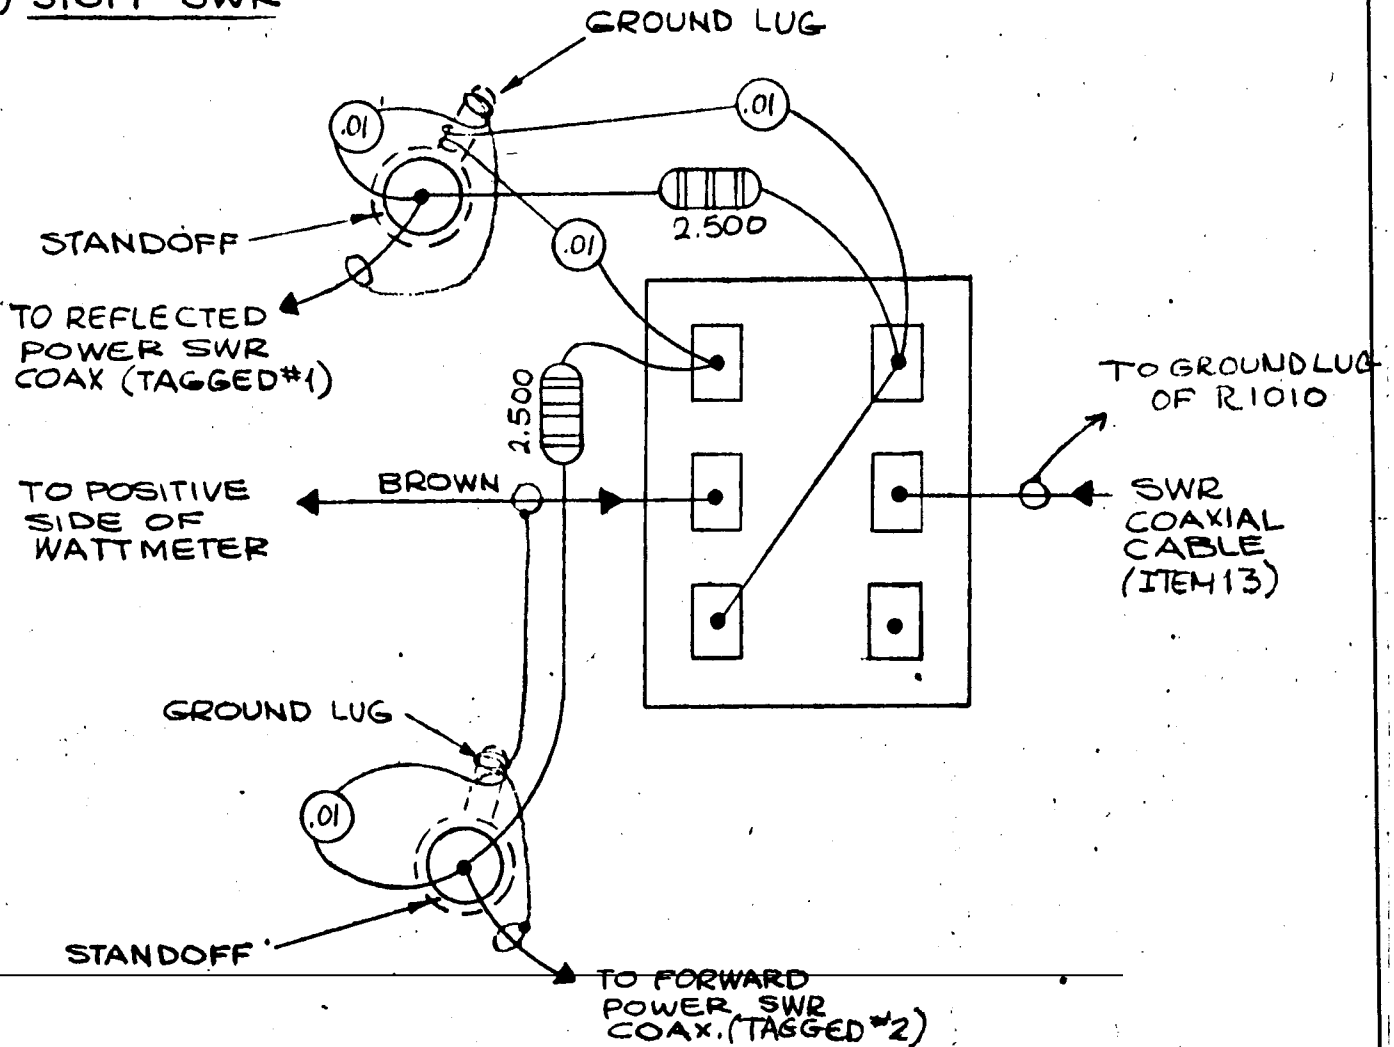 ) STUFF SWR
GROUND LUG
.01
.01
2.500
STANDOFF
.01
TO REFLECTED
POWER SWR
COAX (TAGGED #1)
2.500
TO GROUND LUG
OF R1010
BROWN
TO POSITIVE
SIDE OF
WATTMETER
SWR
COAXIAL
CABLE
(ITEM 13)
GROUND LUG
.01
STANDOFF
TO FORWARD
POWER SWR
COAX. (TAGGED #2)